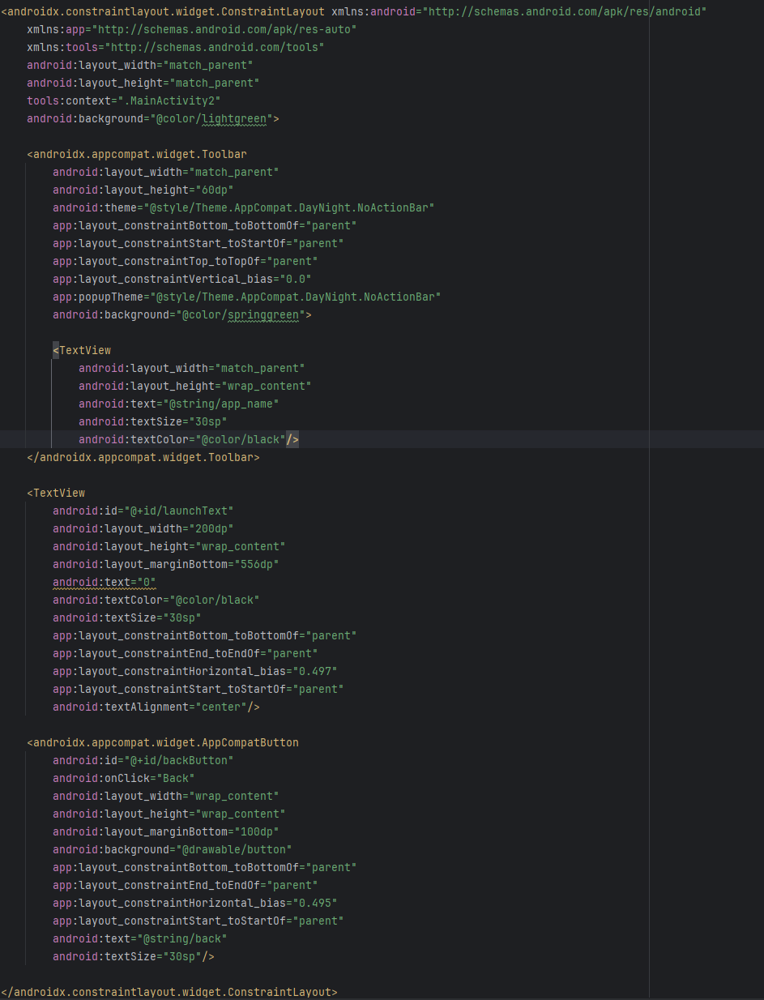 <androidx.constraintlayout.widget.ConstraintLayout xmlns:android="http://schemas.android.com/apk/res/android"
    xmlns:app="http://schemas.android.com/apk/res-auto"
    xmlns:tools="http://schemas.android.com/tools"
    android:layout_width="match_parent"
    android:layout_height="match_parent"
    tools:context=".MainActivity2"
    android:background="@color/lightgreen">

    <androidx.appcompat.widget.Toolbar
        android:layout_width="match_parent"
        android:layout_height="60dp"
        android:theme="@style/Theme.AppCompat.DayNight.NoActionBar"
        app:layout_constraintBottom_toBottomOf="parent"
        app:layout_constraintStart_toStartOf="parent"
        app:layout_constraintTop_toTopOf="parent"
        app:layout_constraintVertical_bias="0.0"
        app:popupTheme="@style/Theme.AppCompat.DayNight.NoActionBar"
        android:background="@color/springgreen">

        <TextView
            android:layout_width="match_parent"
            android:layout_height="wrap_content"
            android:text="@string/app_name"
            android:textSize="30sp"
            android:textColor="@color/black"/>
    </androidx.appcompat.widget.Toolbar>

    <TextView
        android:id="@+id/launchText"
        android:layout_width="200dp"
        android:layout_height="wrap_content"
        android:layout_marginBottom="556dp"
        android:text="0"
        android:textColor="@color/black"
        android:textSize="30sp"
        app:layout_constraintBottom_toBottomOf="parent"
        app:layout_constraintEnd_toEndOf="parent"
        app:layout_constraintHorizontal_bias="0.497"
        app:layout_constraintStart_toStartOf="parent"
        android:textAlignment="center"/>

    <androidx.appcompat.widget.AppCompatButton
        android:id="@+id/backButton"
        android:onClick="Back"
        android:layout_width="wrap_content"
        android:layout_height="wrap_content"
        android:layout_marginBottom="100dp"
        android:background="@drawable/button"
        app:layout_constraintBottom_toBottomOf="parent"
        app:layout_constraintEnd_toEndOf="parent"
        app:layout_constraintHorizontal_bias="0.495"
        app:layout_constraintStart_toStartOf="parent"
        android:text="@string/back"
        android:textSize="30sp"/>

</androidx.constraintlayout.widget.ConstraintLayout>